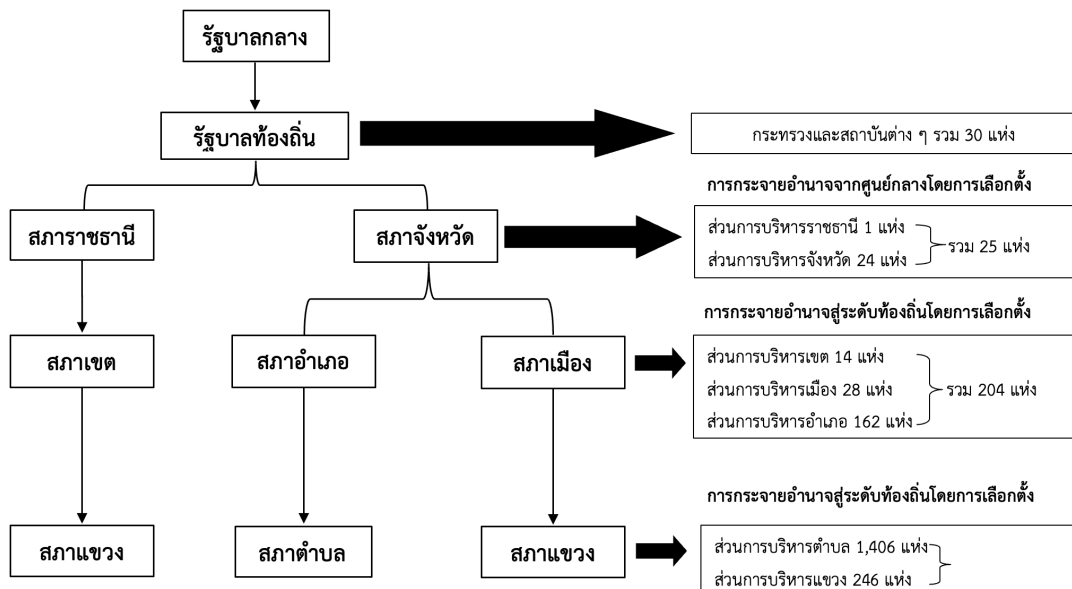 รัฐบาลกลาง
รัฐบาลท้องถิ่น
กระทรวงและสถาบันต่าง ๆ รวม 30 แห่ง
การกระจายอำนาจจากศูนย์กลางโดยการเลือกตั้ง
สภาราชธานี
สภาจังหวัด
ส่วนการบริหารราชธานี 1 แห่ง
ส่วนการบริหารจังหวัด 24 แห่ง
รวม 25 แห่ง
การกระจายอำนาจสู่ระดับท้องถิ่นโดยการเลือกตั้ง
สภาเขต
สภาอำเภอ
สภาเมือง
ส่วนการบริหารเขต 14 แห่ง
ส่วนการบริหารเมือง 28 แห่ง
ส่วนการบริหารอำเภอ 162 แห่ง
รวม 204 แห่ง
การกระจายอำนาจสู่ระดับท้องถิ่นโดยการเลือกตั้ง
สภาแขวง
สภาตำบล
สภาแขวง
ส่วนการบริหารตำบล 1,406 แห่ง
ส่วนการบริหารแขวง 246 แห่ง